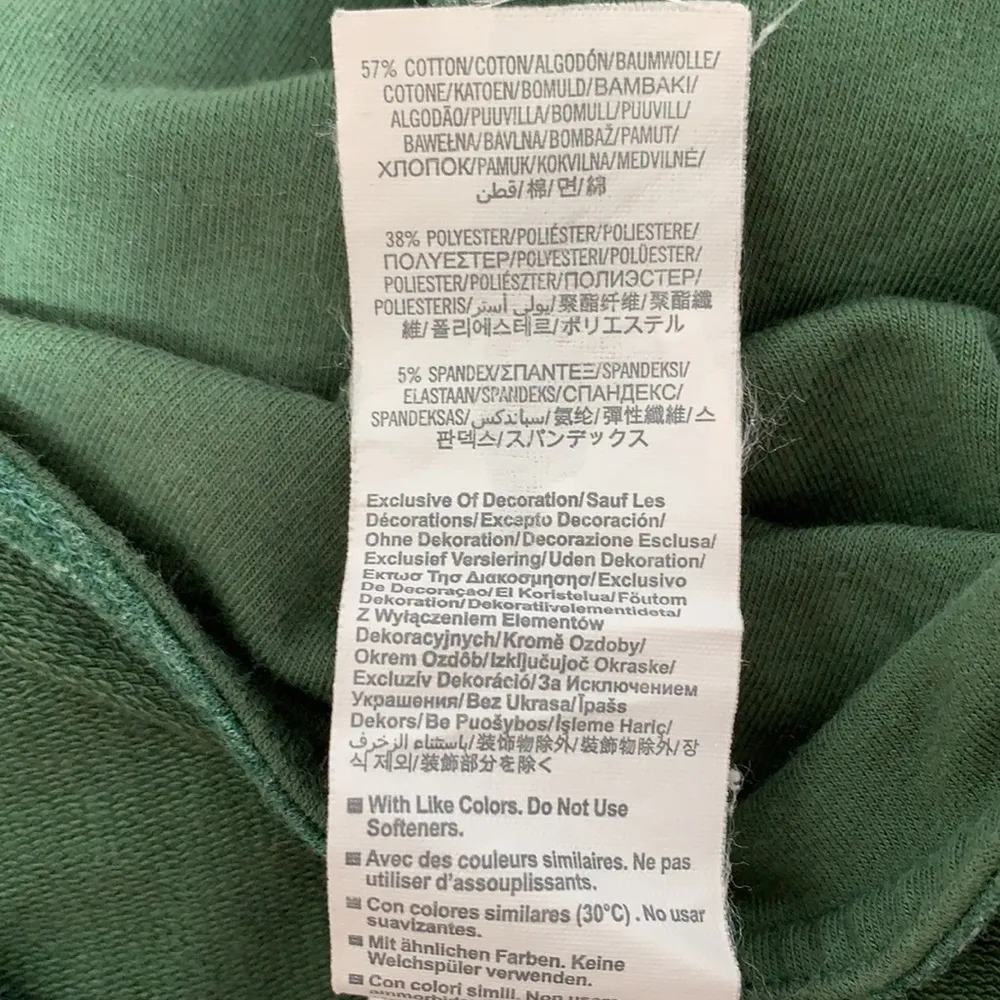 57% COTTON/COTON/ALGODÓN/BAUMWOLLE/
COTONE/KATOEN/BOMULD/BAMBAKI/
ALGODÃO/PUUVILLA/BOMULL/PUUVILL/
BAWEŁNA/BAVLNA/BOMBAŽ/PAMUT/
ХЛОПОК/PAMUK/KOKVILNA/MEDVILNĖ/
قطن/棉/면/綿
38% POLYESTER/POLIÉSTER/POLIESTERE/
ΠΟΛΥΕΣΤΕΡ/POLYESTERI/POLÜESTER/
POLIESTER/POLIÉSZTER/ПОЛИЭСТЕР/
POLIESTERIS/بولي أستر/聚酯纤维/聚酯纖
維/폴리에스테르/ポリエステル
5% SPANDEX/ΣΠΑΝΤΕΞ/SPANDEKSI/
ELASTAAN/SPANDEKS/СПАНДЕКС/
SPANDEKSAS/سباندكس/氨纶/彈性纖維/스
판덱스/スパンデックス
Exclusive Of Decoration/Sauf Les
Décorations/Excepto Decoración/
Ohne Dekoration/Decorazione Esclusa/
Exclusief Versiering/Uden Dekoration/
Εκτωσ Τησ Διακοσμησησ/Exclusivo
De Decoraçao/Ei Koristelua/Föutom
Dekoration/Dekoratiivelementideta/
Z Wyłączeniem Elementów
Dekoracyjnych/Kromě Ozdoby/
Okrem Ozdôb/Izključujoč Okraske/
Exclużív Dekoráció/За Исключением
Украшения/Bez Ukrasa/Īpašs
Dekors/Be Puošybos/İşleme Hariç/
باستثناء الزخرف/装饰物除外/裝飾物除外/장
식 제외/装飾部分を除く
With Like Colors. Do Not Use
Softeners.
Avec des couleurs similaires. Ne pas
utiliser d'assouplissants.
Con colores similares (30°C) . No usar
suavizantes.
Mit ähnlichen Farben. Keine
Weichspüler verwenden.
Con colori simili. Non usare